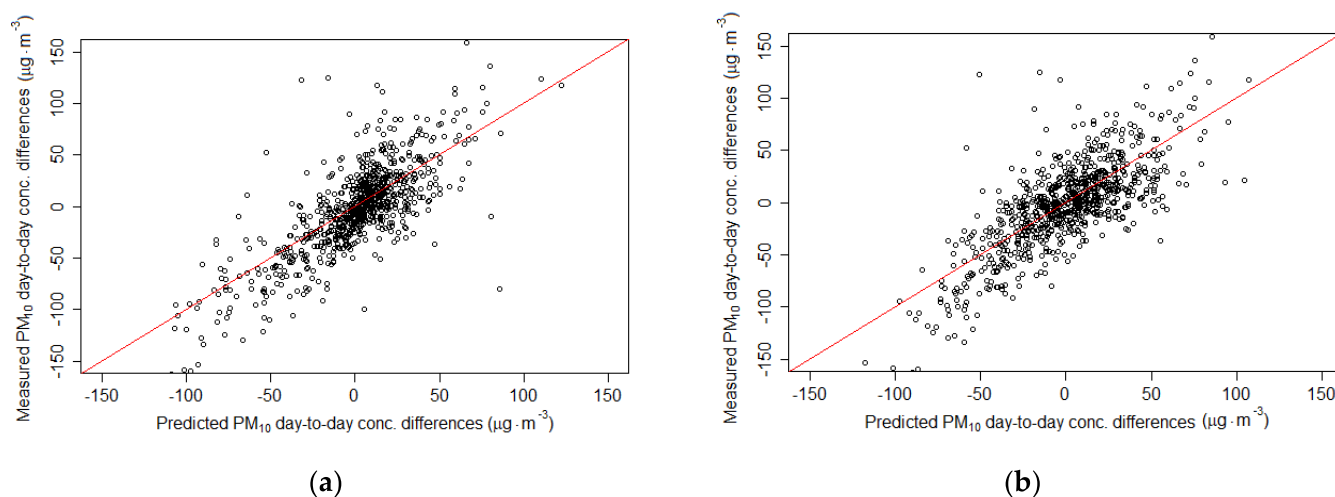 Measured PM₁₀ day-to-day conc. differences (μg·m⁻³)
150
100
50
0
-50
-100
-150
-150 -100 -50 0 50 100 150
Predicted PM₁₀ day-to-day conc. differences (μg·m⁻³)
(a)
Measured PM₁₀ day-to-day conc. differences (μg·m⁻³)
150
100
50
0
-50
-100
-150
-150 -100 -50 0 50 100 150
Predicted PM₁₀ day-to-day conc. differences (μg·m⁻³)
(b)